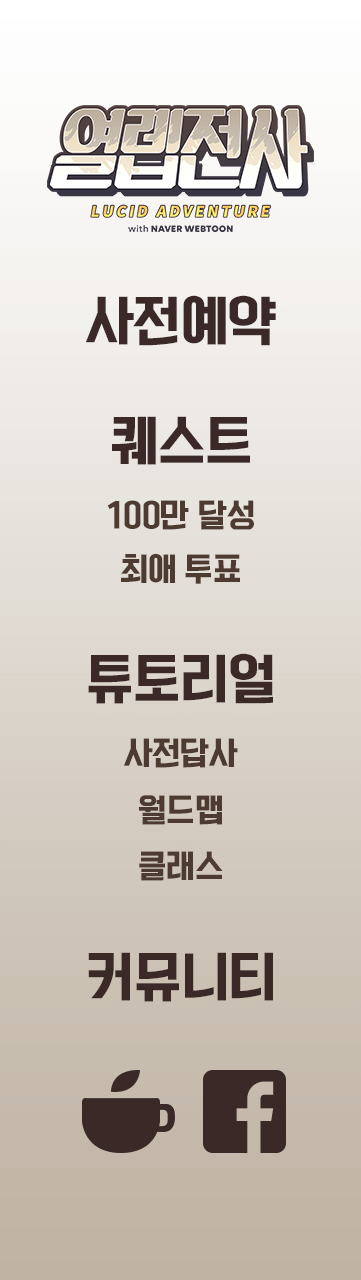 열렙전사
LUCID ADVENTURE
with NAVER WEBTOON
사전예약
퀘스트
100만 달성
최애 투표
튜토리얼
사전답사
월드맵
클래스
커뮤니티